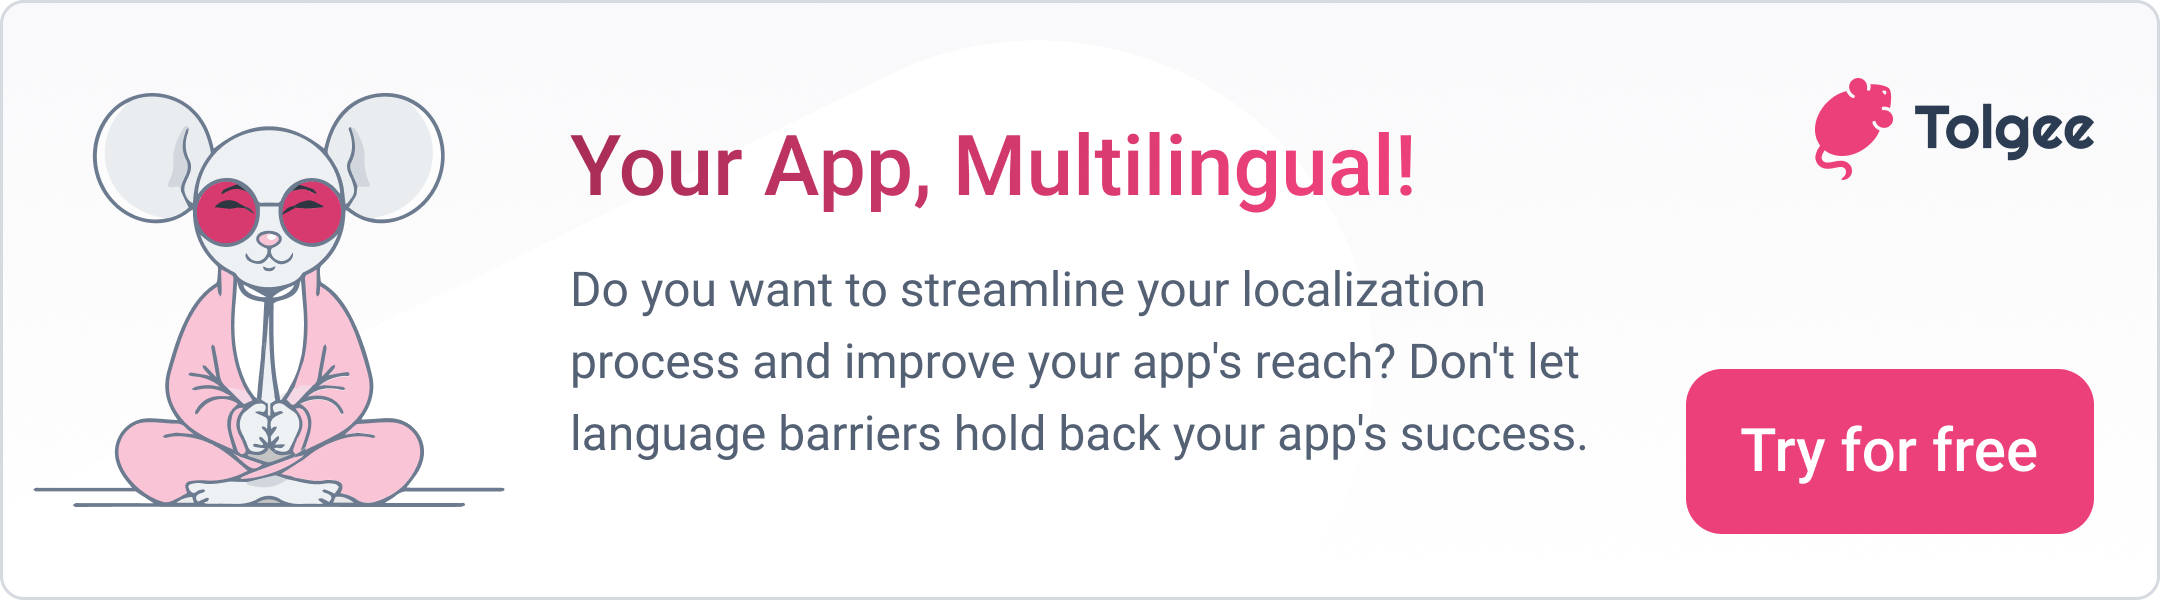 Your App, Multilingual!
Tolgee
Do you want to streamline your localization
process and improve your app's reach? Don't let
language barriers hold back your app's success.
Try for free